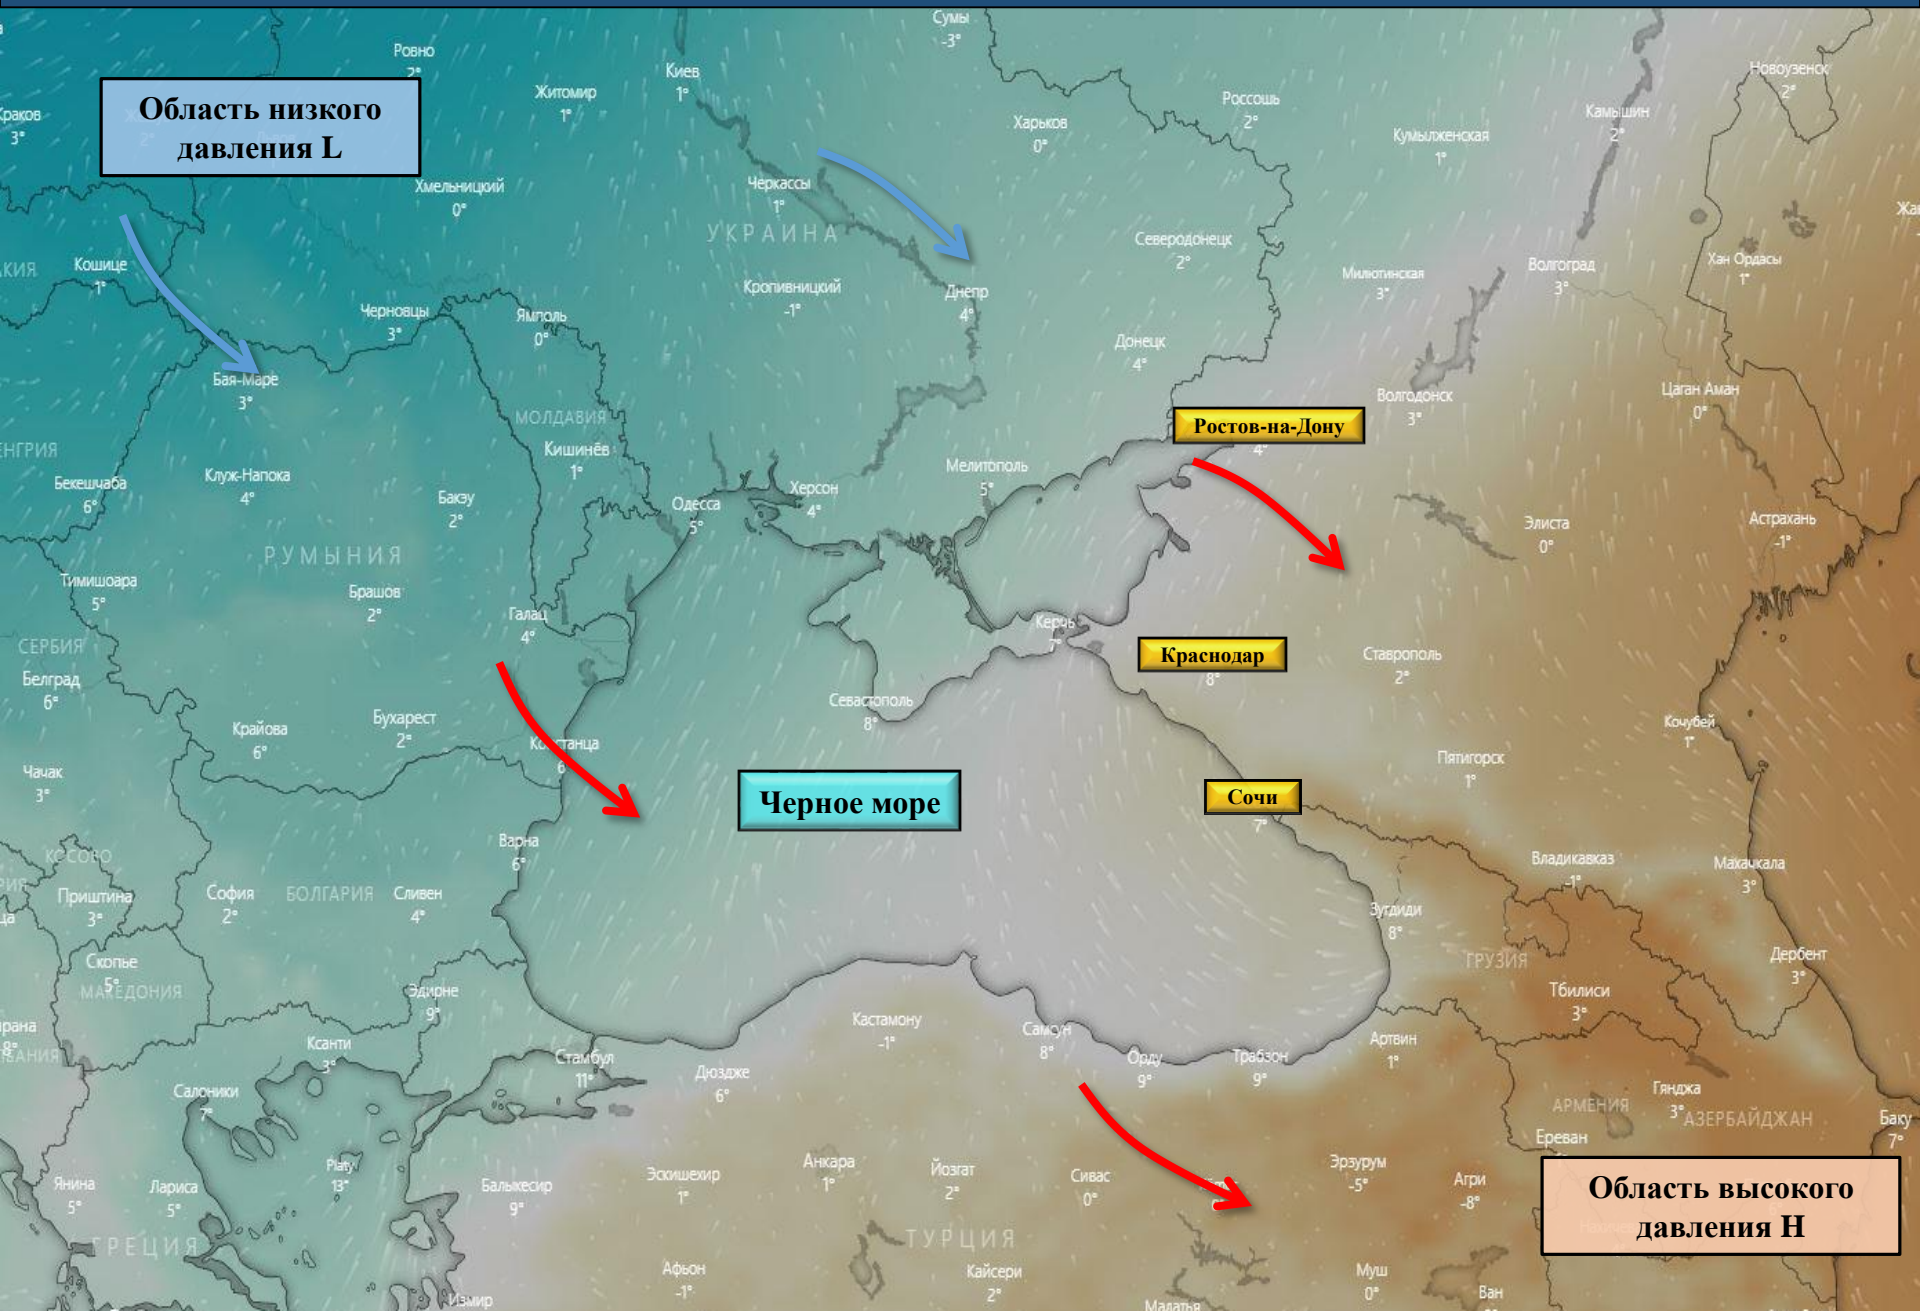 Сумы
-3°
Ровно
2°
Киев
1°
Житомир
1°
Новоузенск
2°
Россошь
2°
Камышин
2°
Краков
3°
Область низкого
давления L
Харьков
0°
Кумылженская
1°
Хмельницкий
0°
Черкассы
1°
УКРАИНА
Северодонецк
2°
Кошице
1°
Милютинская
3°
Волгоград
3°
Хан Ордасы
1°
Кропивницкий
-1°
Днепр
4°
Черновцы
3°
Ямполь
0°
Донецк
4°
Бая-Маре
3°
Волгодонск
3°
Цаган Аман
0°
МОЛДАВИЯ
Ростов-на-Дону
4°
Кишинёв
1°
ЕНГРИЯ
Клуж-Напока
4°
Бекешчаба
6°
Бакэу
2°
Мелитополь
5°
Одесса
5°
Херсон
4°
Элиста
0°
Астрахань
-1°
РУМЫНИЯ
Тимишоара
5°
Брашов
2°
Галац
4°
Керчь
7°
СЕРБИЯ
Белград
6°
Краснодар
8°
Ставрополь
2°
Севастополь
8°
Крайова
6°
Бухарест
2°
Констанца
6
Кочубей
1°
Чачак
3°
Черное море
Пятигорск
1°
Сочи
7°
Варна
6°
КОСОВО
Приштина
3°
София
2°
БОЛГАРИЯ
Сливен
4°
Владикавказ
-1°
Махачкала
3°
Зугдиди
8°
Скопье
5°
МАКЕДОНИЯ
ГРУЗИЯ
Дербент
3°
Эдирне
9°
Тбилиси
3°
Кастамону
-1°
Самсун
8°
Ксанти
3°
Стамбул
11°
Орду
9°
Трабзон
9°
Артвин
1°
Дюздже
6°
Салоники
7°
Гянджа
3°
АРМЕНИЯ
АЗЕРБАЙДЖАН
Баку
7°
Ереван
Янина
5°
Лариса
5°
Platy
13°
Балыкесир
9°
Эскишехир
1°
Анкара
1°
Йозгат
2°
Сивас
0°
Эрзурум
-5°
Агри
-8°
Область высокого
давления H
ГРЕЦИЯ
ТУРЦИЯ
Афьон
-1°
Кайсери
2°
Муш
0°
Ван
Измир
Малатья